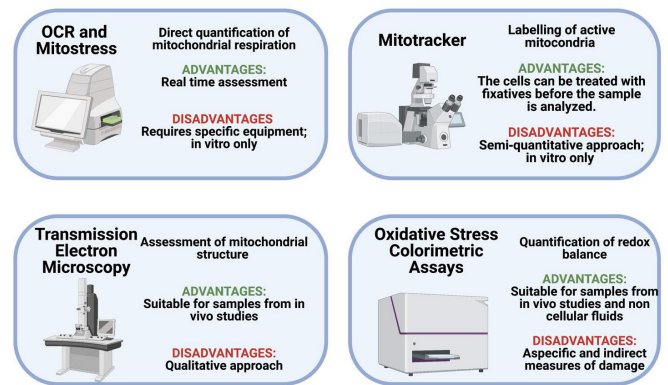 OCR and
Mitostress
Direct quantification of
mitochondrial respiration
ADVANTAGES:
Real time assessment
DISADVANTAGES
Requires specific equipment;
in vitro only
Mitotracker
Labelling of active
mitocondria
ADVANTAGES:
The cells can be treated with
fixatives before the sample
is analyzed.
DISADVANTAGES:
Semi-quantitative approach;
in vitro only
Transmission
Electron
Microscopy
Assessment of mitochondrial
structure
ADVANTAGES:
Suitable for samples from in
vivo studies
DISADVANTAGES:
Qualitative approach
Oxidative Stress
Colorimetric
Assays
Quantification of redox
balance
ADVANTAGES:
Suitable for samples from
in vivo studies and non
cellular fluids
DISADVANTAGES:
Aspecific and indirect
measures of damage